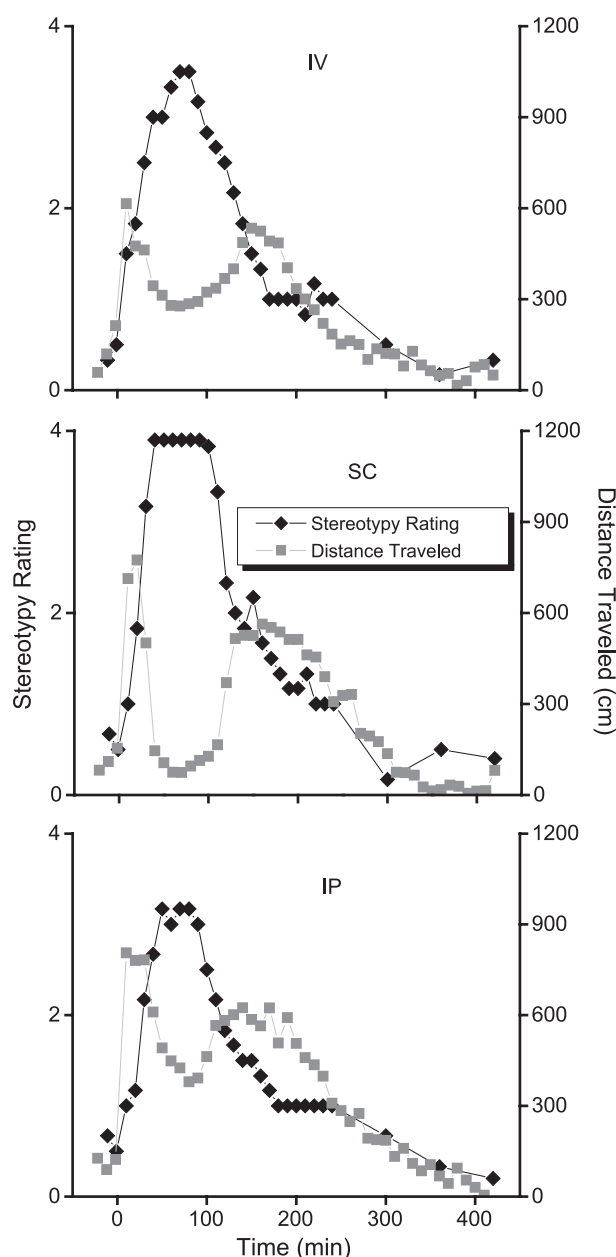 4
2
0
IV
1200
900
600
300
0
4
2
0
SC
Stereotypy Rating
Distance Traveled
1200
900
600
300
0
Stereotypy Rating
Distance Traveled (cm)
4
2
0
IP
1200
900
600
300
0
0 100 200 300 400
Time (min)